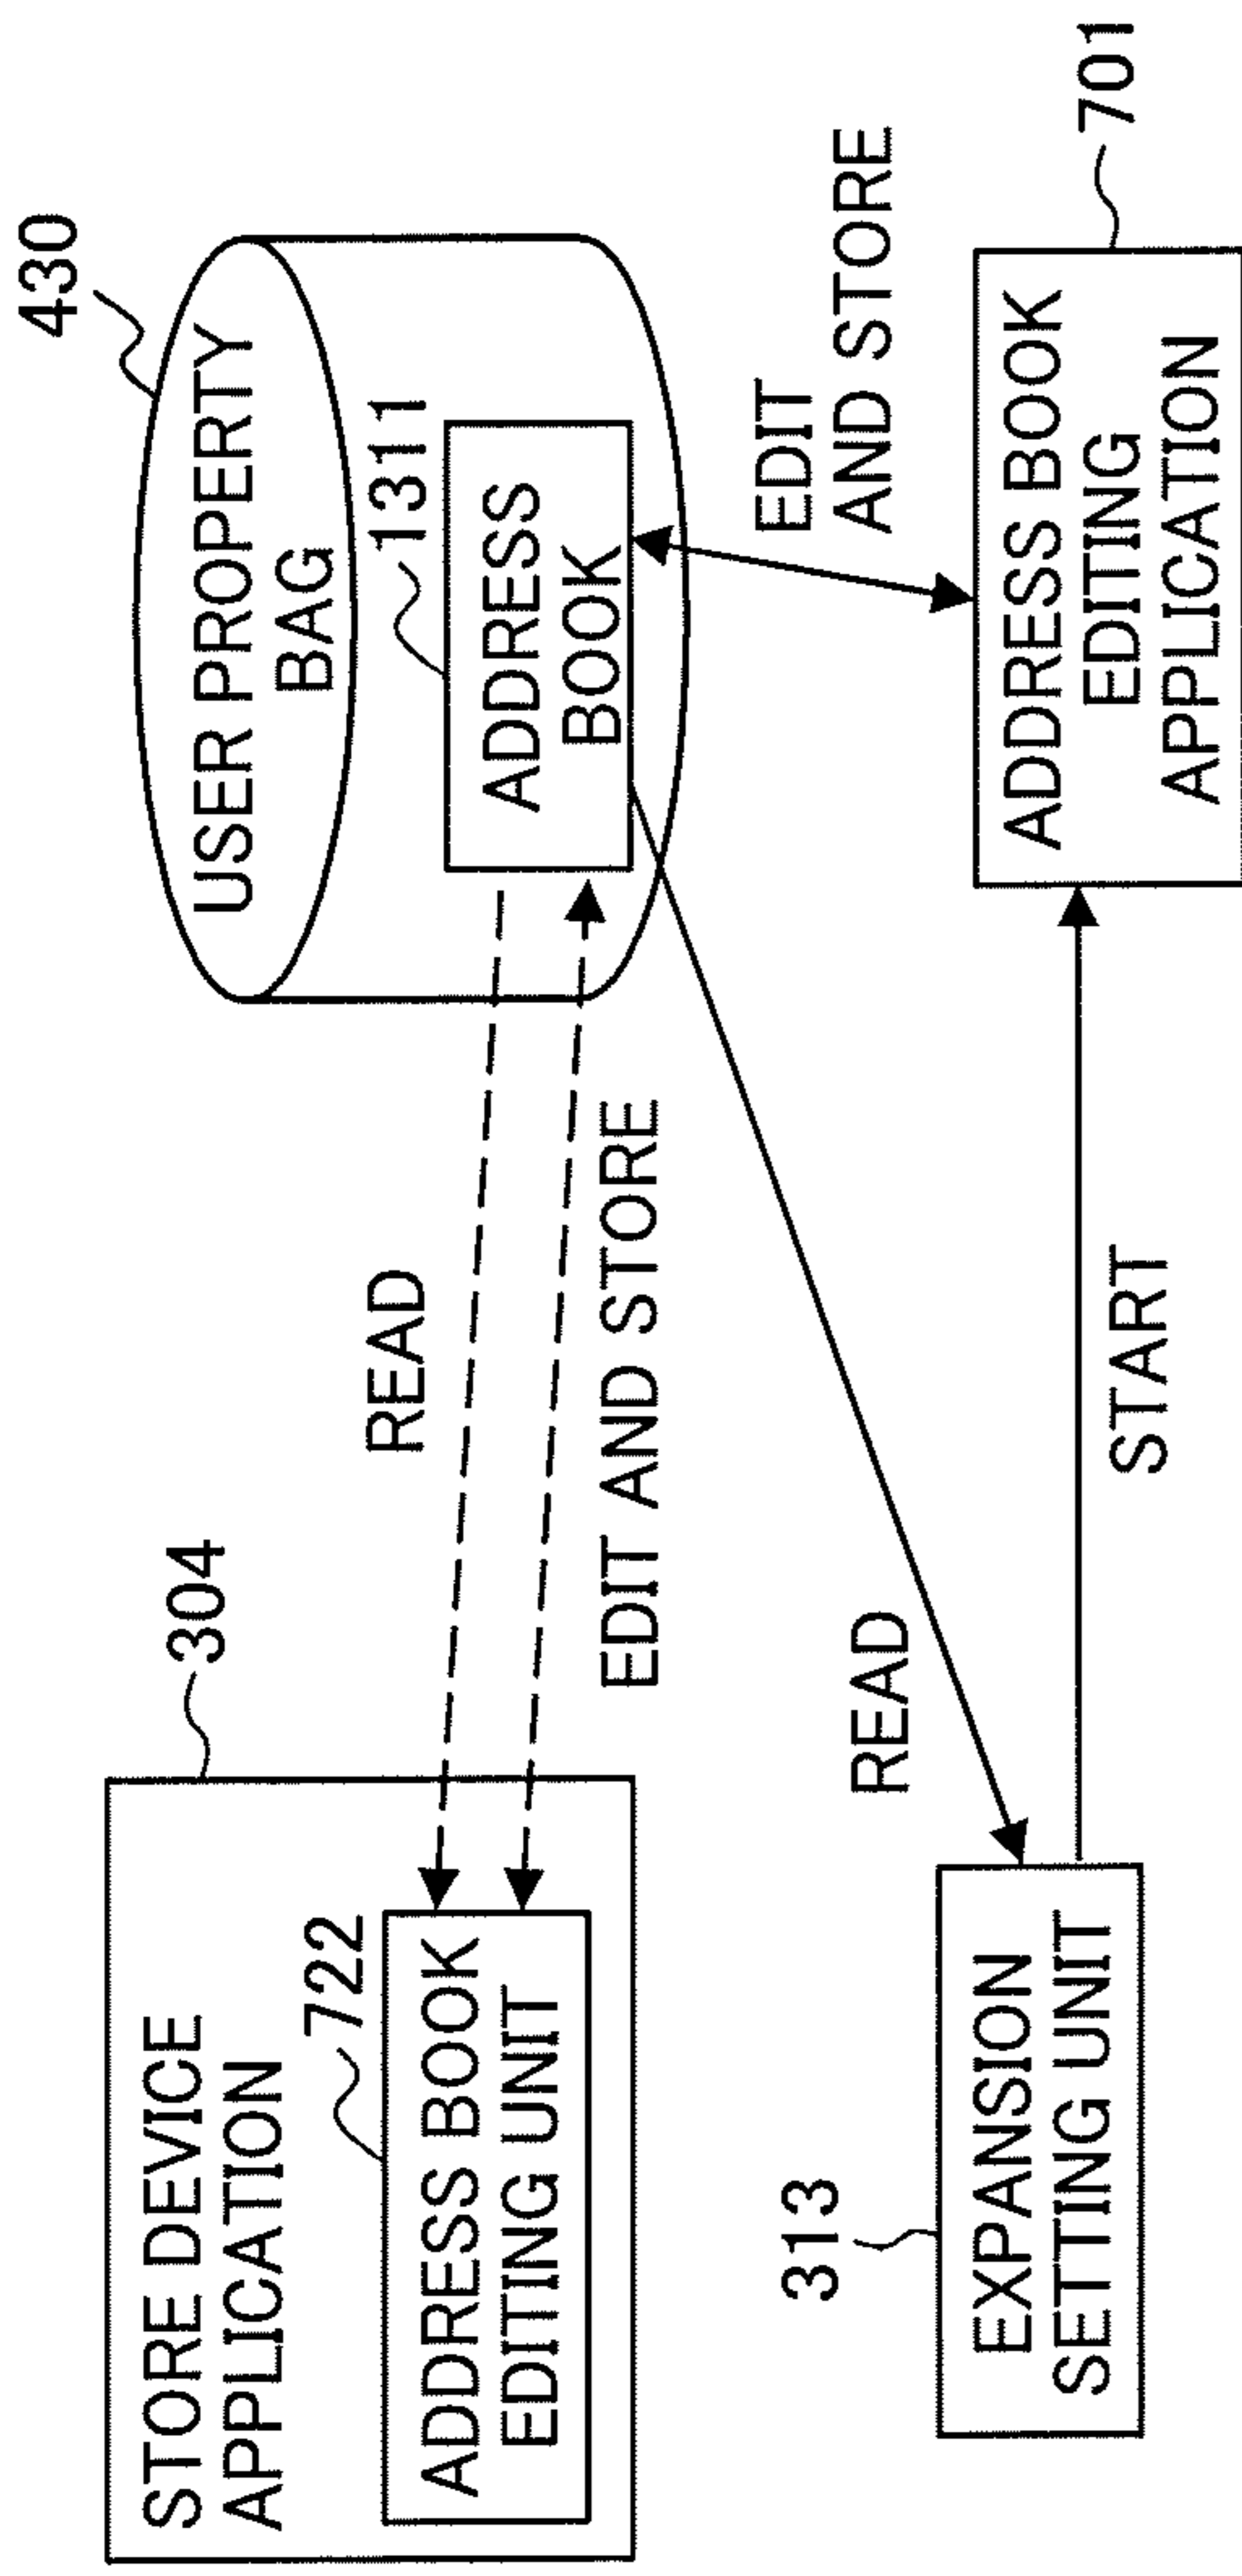 STORE DEVICE
APPLICATION
304
722
ADDRESS BOOK
EDITING UNIT
READ
EDIT AND STORE
430
USER PROPERTY
BAG
1311
ADDRESS
BOOK
313
EXPANSION
SETTING UNIT
READ
START
EDIT
AND STORE
701
ADDRESS BOOK
EDITING
APPLICATION